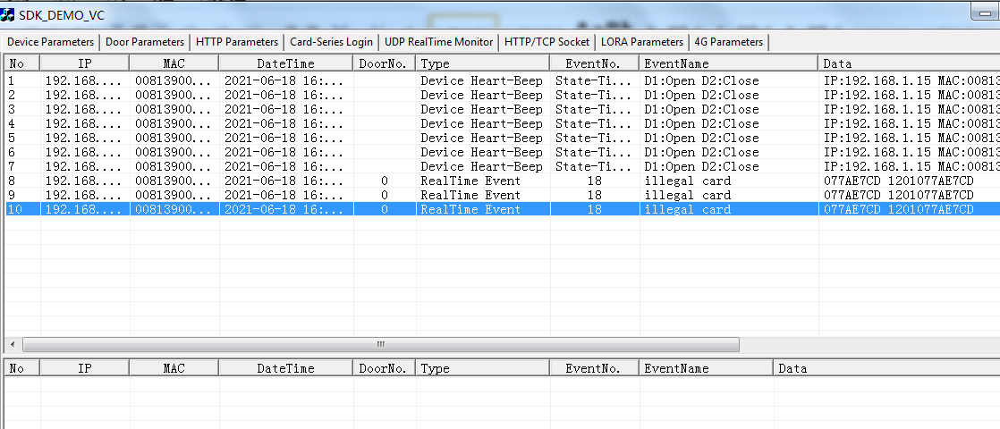 SDK_DEMO_VC
Device Parameters Door Parameters HTTP Parameters Card-Series Login UDP RealTime Monitor HTTP/TCP Socket LORA Parameters 4G Parameters
No IP MAC DateTime DoorNo. Type EventNo. EventName Data
1 192.168.... 00813900... 2021-06-18 16:... Device Heart-Beep State-Ti... D1:Open D2:Close IP:192.168.1.15 MAC:00813
2 192.168.... 00813900... 2021-06-18 16:... Device Heart-Beep State-Ti... D1:Open D2:Close IP:192.168.1.15 MAC:00813
3 192.168.... 00813900... 2021-06-18 16:... Device Heart-Beep State-Ti... D1:Open D2:Close IP:192.168.1.15 MAC:00813
4 192.168.... 00813900... 2021-06-18 16:... Device Heart-Beep State-Ti... D1:Open D2:Close IP:192.168.1.15 MAC:00813
5 192.168.... 00813900... 2021-06-18 16:... Device Heart-Beep State-Ti... D1:Open D2:Close IP:192.168.1.15 MAC:00813
6 192.168.... 00813900... 2021-06-18 16:... Device Heart-Beep State-Ti... D1:Open D2:Close IP:192.168.1.15 MAC:00813
7 192.168.... 00813900... 2021-06-18 16:... Device Heart-Beep State-Ti... D1:Open D2:Close IP:192.168.1.15 MAC:00813
8 192.168.... 00813900... 2021-06-18 16:... 0 RealTime Event 18 illegal card 077AE7CD 1201077AE7CD
9 192.168.... 00813900... 2021-06-18 16:... 0 RealTime Event 18 illegal card 077AE7CD 1201077AE7CD
10 192.168.... 00813900... 2021-06-18 16:... 0 RealTime Event 18 illegal card 077AE7CD 1201077AE7CD
No IP MAC DateTime DoorNo. Type EventNo. EventName Data